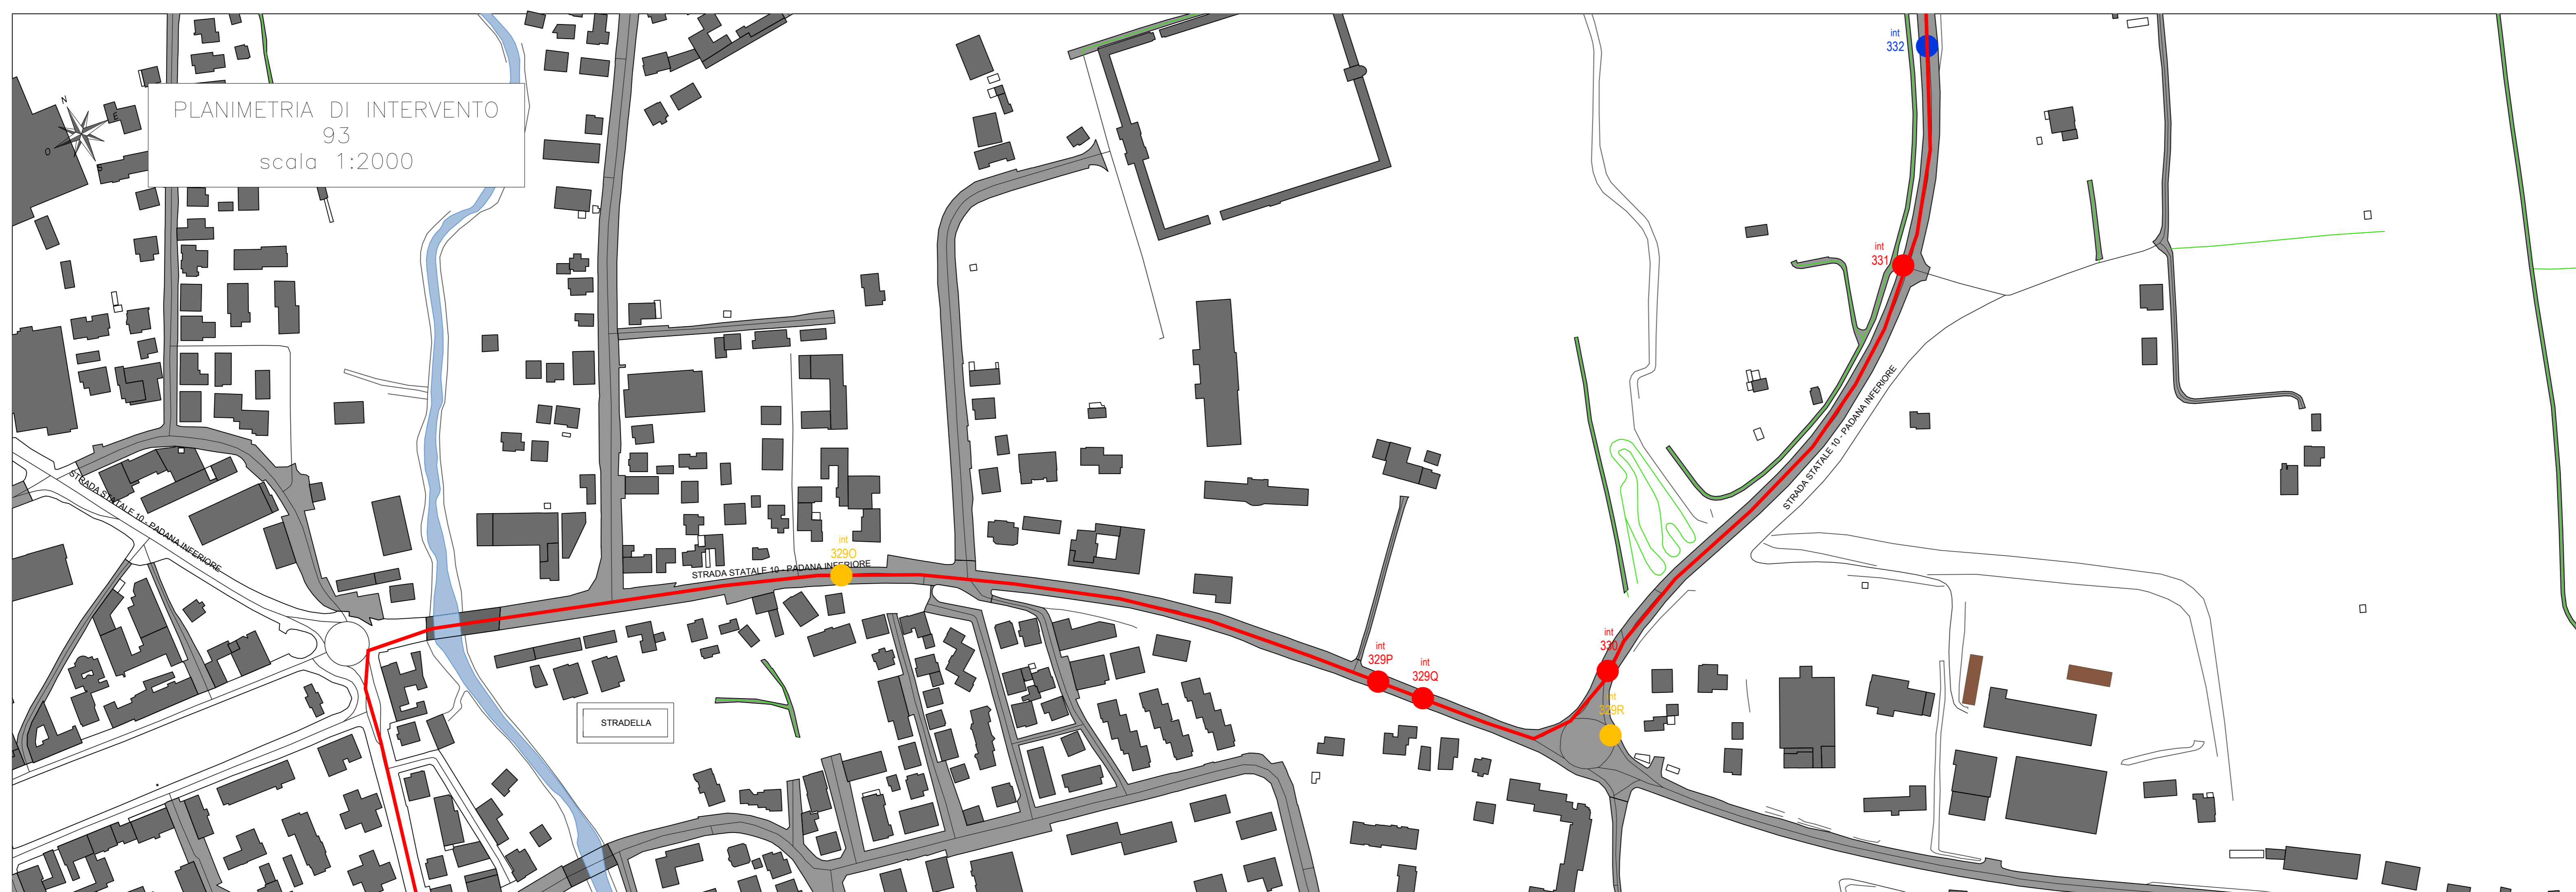 int
332
N
E
O
S
PLANIMETRIA DI INTERVENTO
93
scala 1:2000
int
331
STRADA STATALE 10 - PADANA INFERIORE
STRADA STATALE 10 - PADANA INFERIORE
int
329O
STRADA STATALE 10 - PADANA INFERIORE
int
330
int
329P
int
329Q
int
329R
STRADELLA